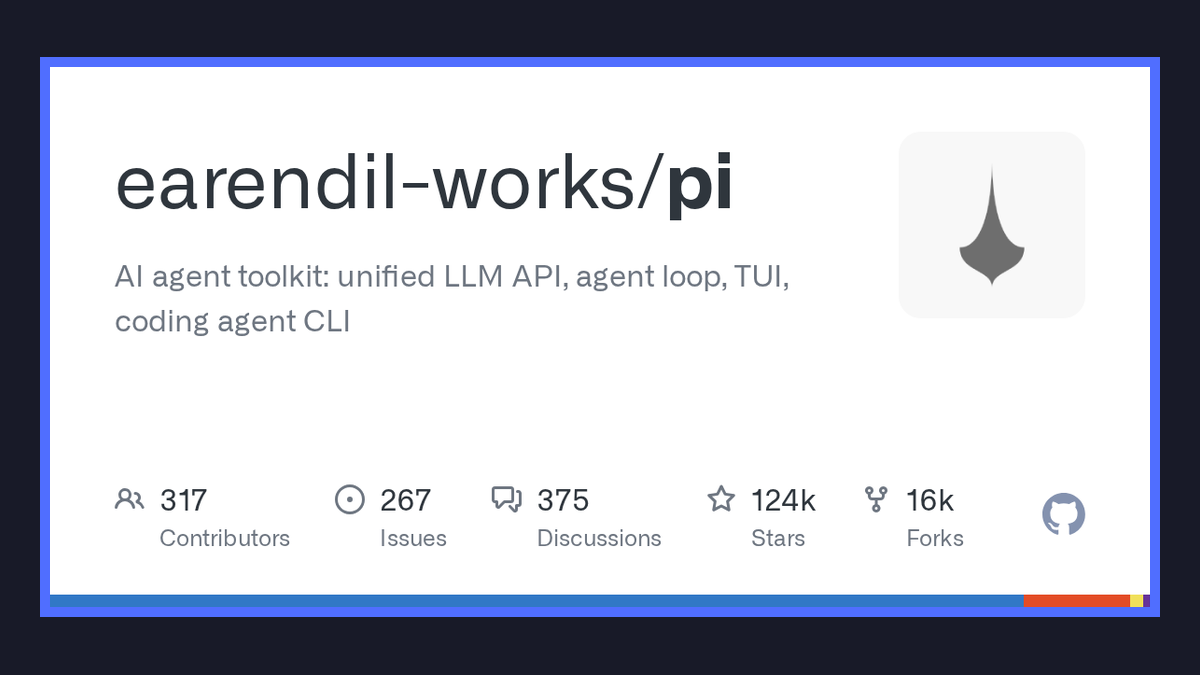 earendil-works/pi
AI agent toolkit: unified LLM API, agent loop, TUI,
coding agent CLI
317
Contributors
267
Issues
375
Discussions
124k
Stars
16k
Forks